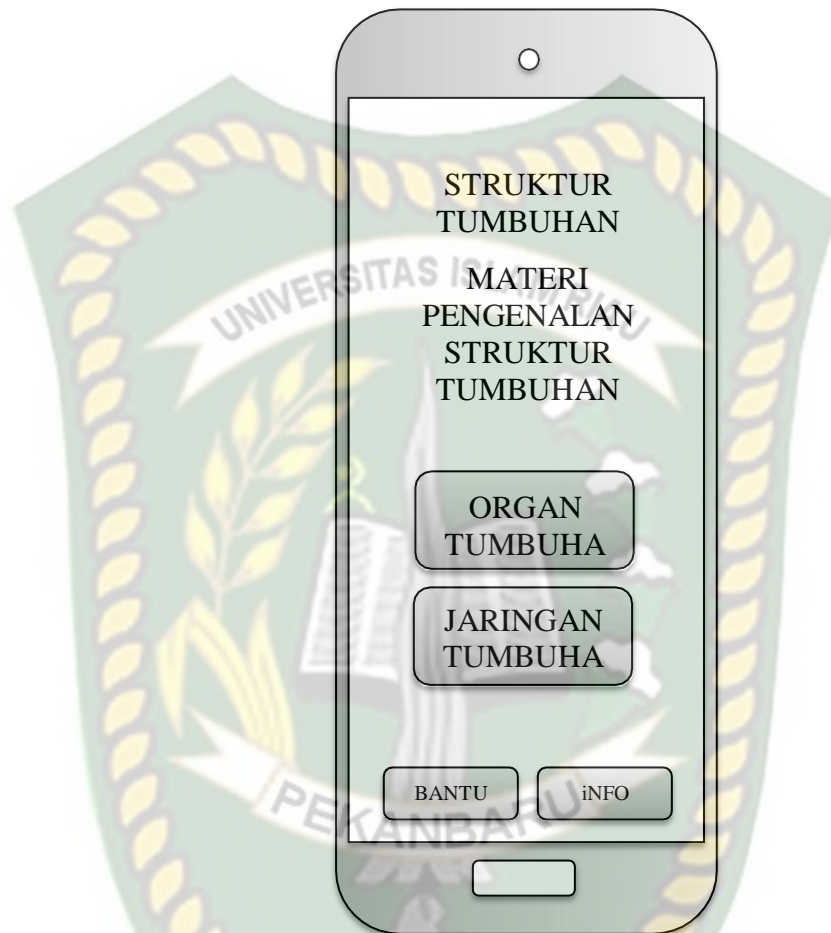 STRUKTUR
TUMBUHAN
UNIVERSITAS ISLAM RIAU
MATERI
PENGENALAN
STRUKTUR
TUMBUHAN
ORGAN
TUMBUHA
JARINGAN
TUMBUHA
BANTU
iNFO
PEKANBARU